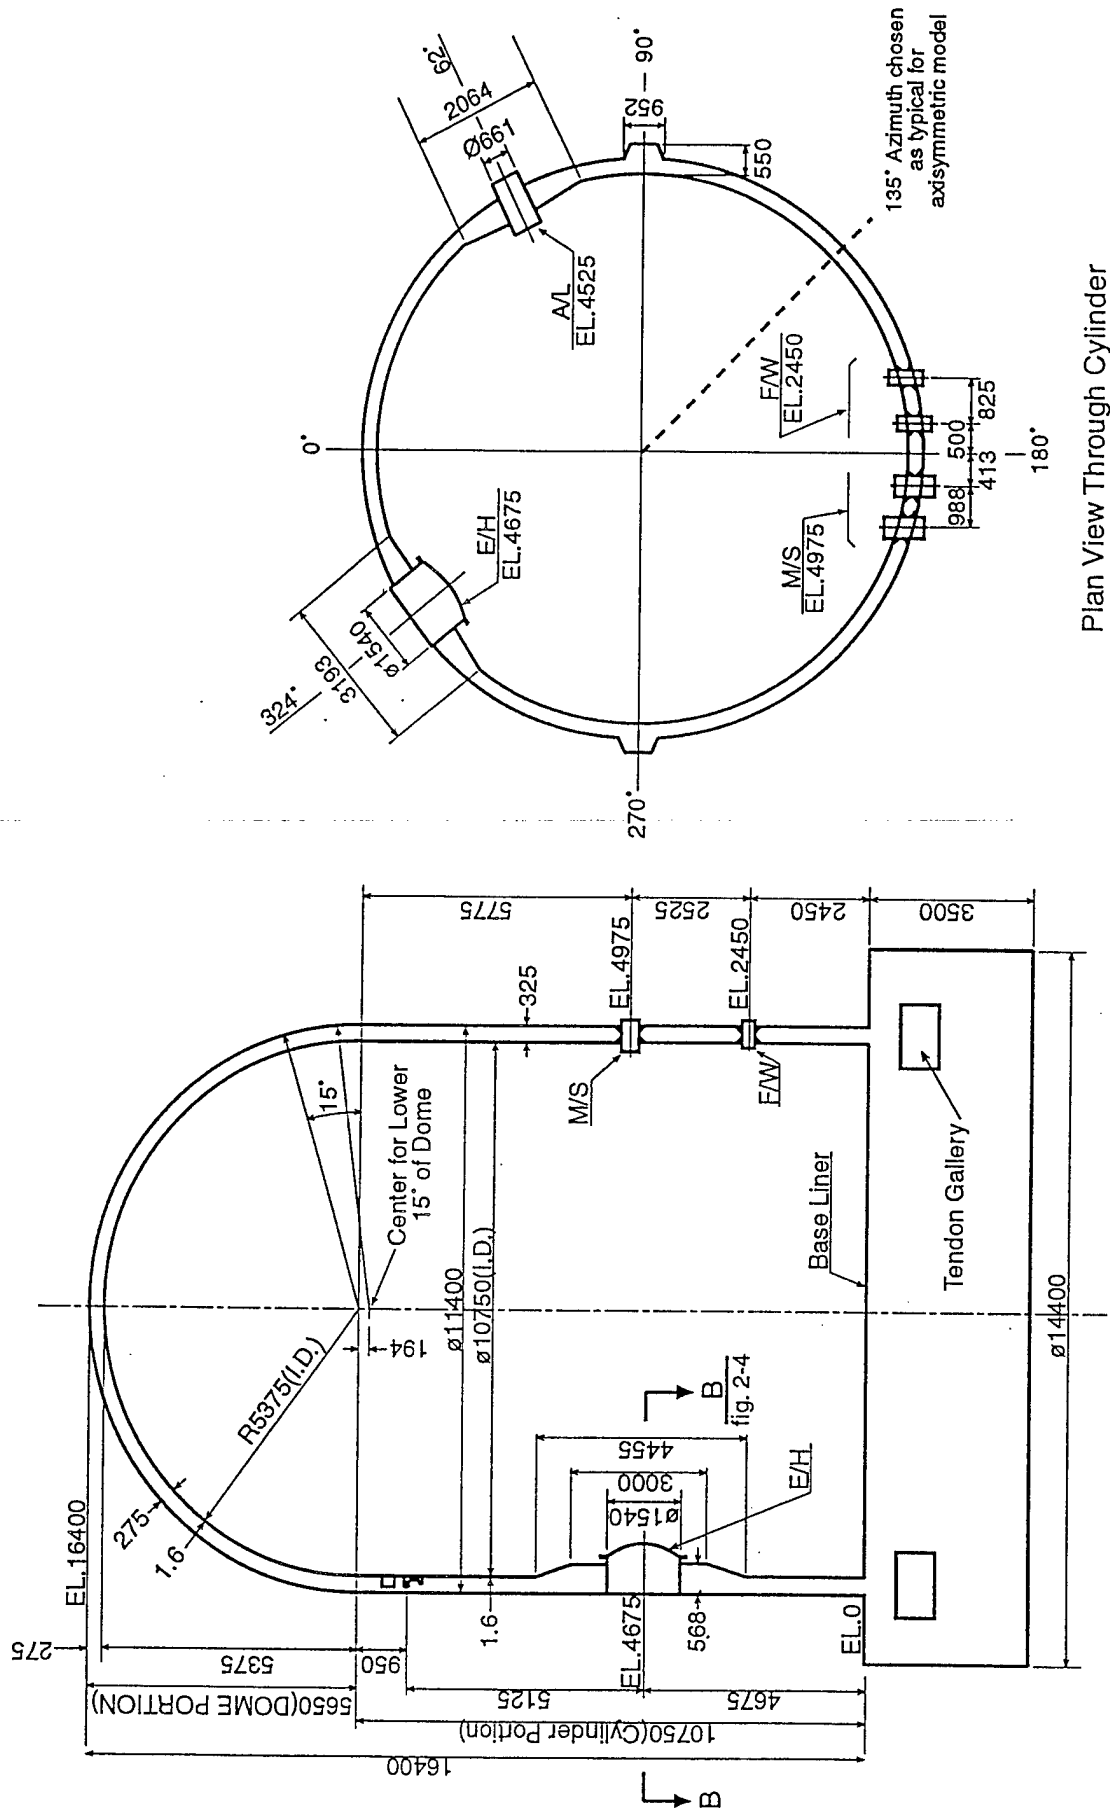 0°
324°
3193
ø1540
E/H
EL.4675
62°
2064
Ø661
A/L
EL.4525
90°
952
550
270°
135° Azimuth chosen
as typical for
axisymmetric model
M/S
EL.4975
F/W
EL.2450
988
413
500
825
180°
Plan View Through Cylinder
EL.16400
275
5375
5650(DOME PORTION)
950
5125
4675
10750(Cylinder Portion)
16400
275
1.6
R5375(I.D.)
15°
Center for Lower
15° of Dome
194
ø11400
ø10750(I.D.)
325
5775
2525
2450
3500
M/S
EL.4975
F/W
EL.2450
1.6
EL.4675
568
ø1540
3000
4455
B
fig. 2-4
B
E/H
EL.0
Base Liner
Tendon Gallery
ø14400